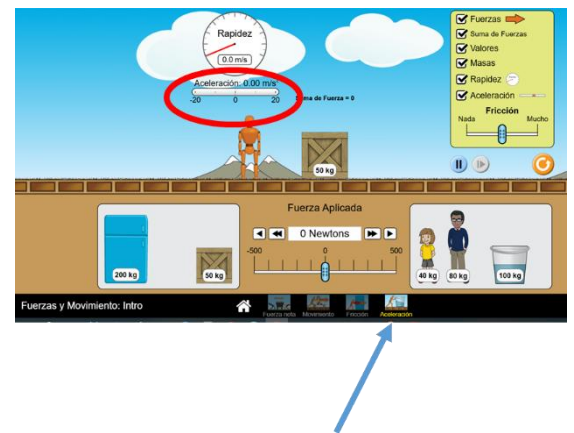 Rapidez
0.0 m/s
Aceleración: 0.00 m/s²
-20 0 20
Suma de Fuerza = 0
50 kg
Fuerzas
Suma de Fuerzas
Valores
Masas
Rapidez
Aceleración
Fricción
Nada Mucho
Fuerza Aplicada
0 Newtons
-500 0 500
200 kg
50 kg
40 kg
80 kg
100 kg
Fuerzas y Movimiento: Intro
Fuerza neta
Movimiento
Fricción
Aceleración